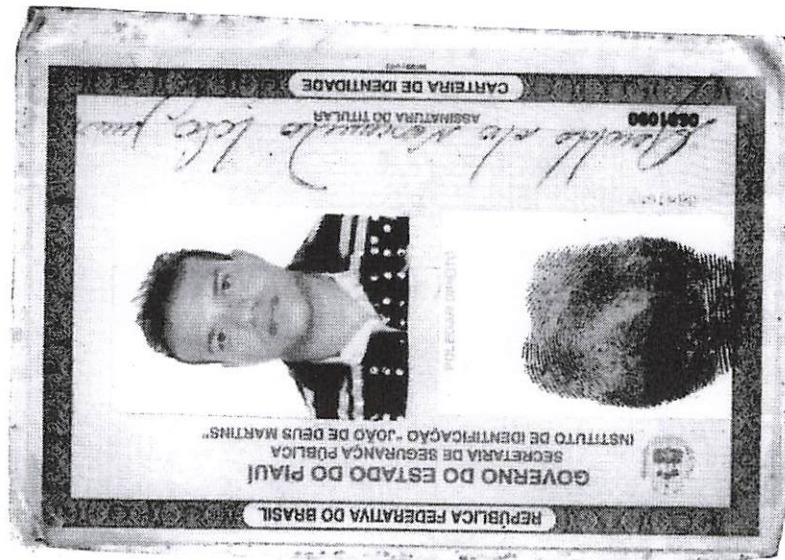 REPÚBLICA FEDERATIVA DO BRASIL
GOVERNO DO ESTADO DO PIAUÍ
SECRETARIA DE SEGURANÇA PÚBLICA
INSTITUTO DE IDENTIFICAÇÃO "JOÃO DE DEUS MARTINS"
POLEGAR DIREITO
ASSINATURA DO TITULAR
CARTEIRA DE IDENTIDADE